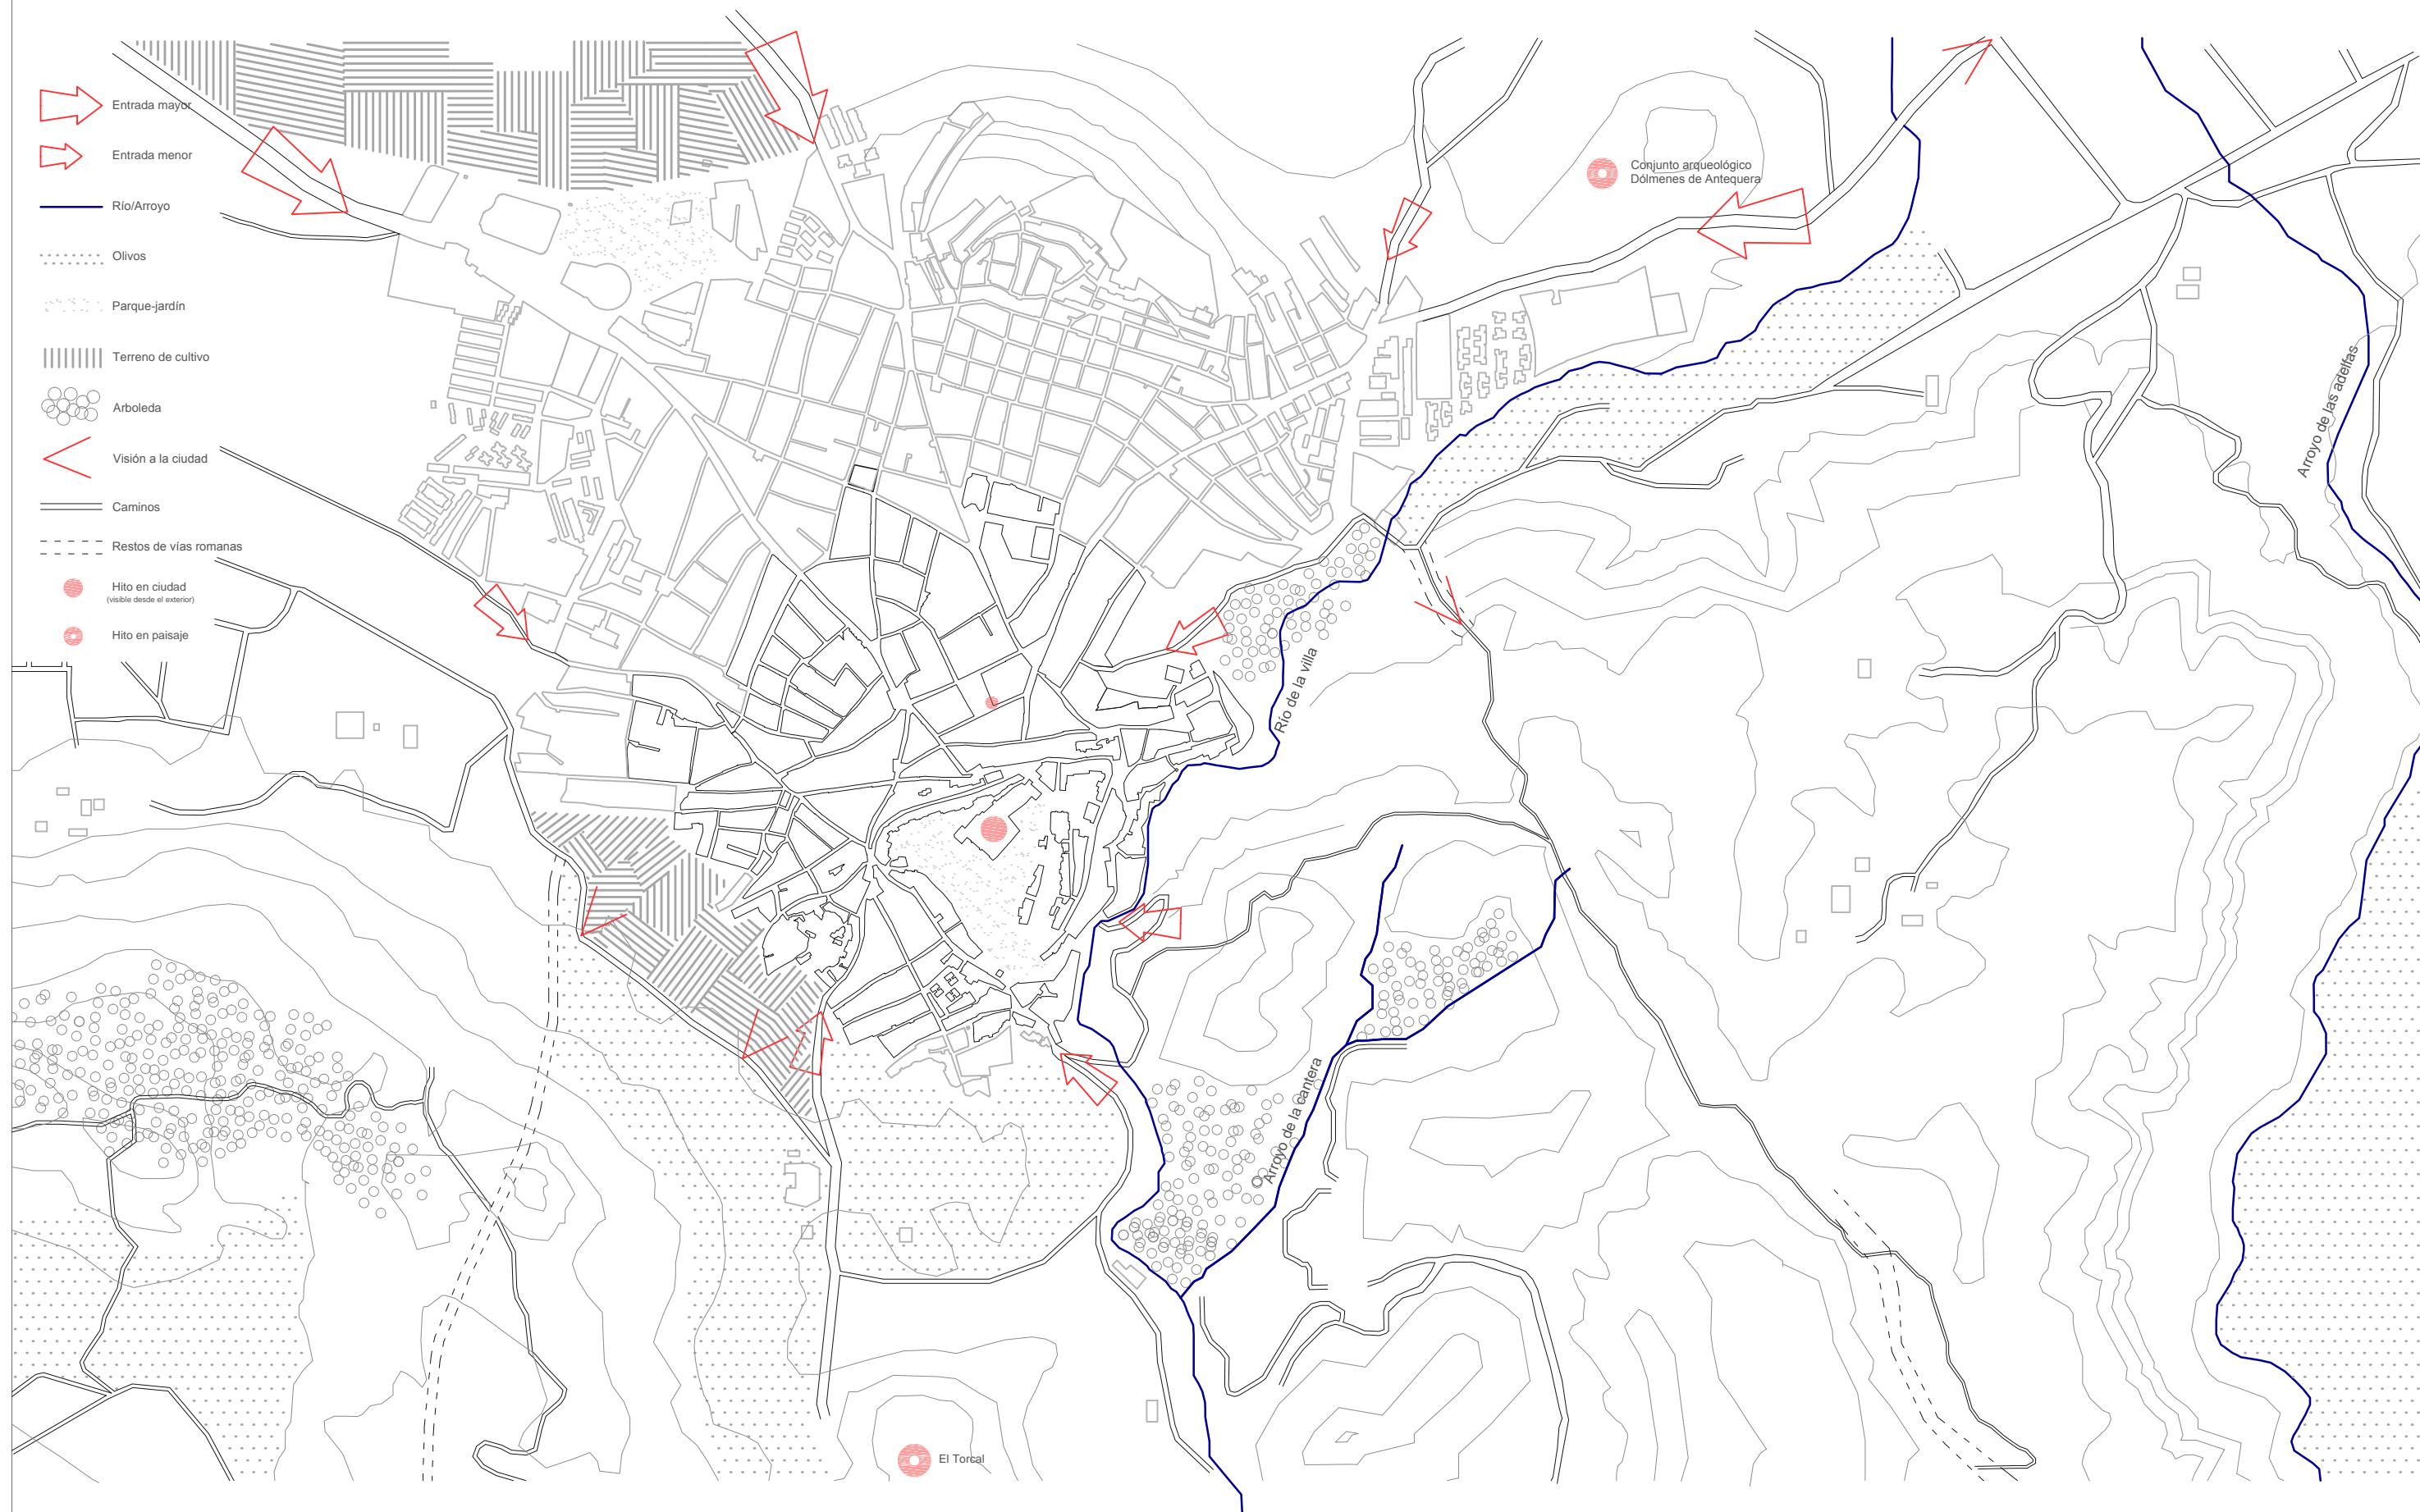 Entrada mayor
Entrada menor
Río/Arroyo
Olivos
Parque-jardín
Terreno de cultivo
Arboleda
Visión a la ciudad
Caminos
Restos de vías romanas
Hito en ciudad
(visible desde el exterior)
Hito en paisaje
Conjunto arqueológico
Dólmenes de Antequera
Arroyo de las adelfas
Río de la villa
Arroyo de la cantera
El Torcal